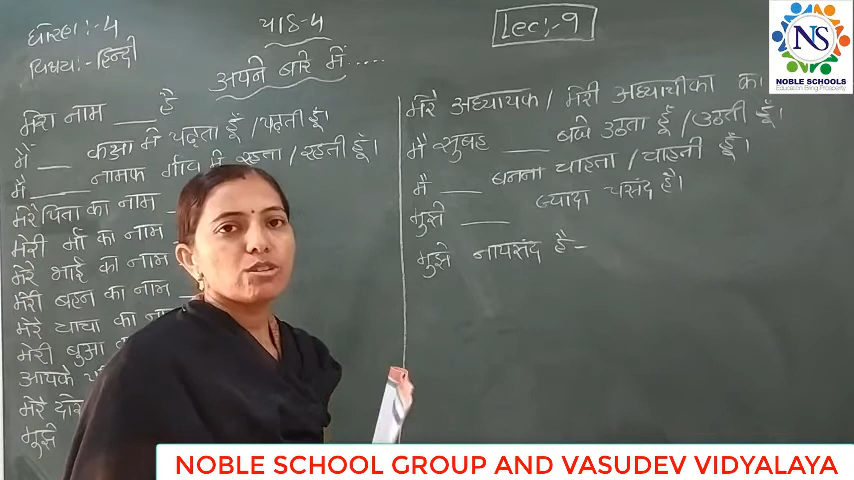 धोरण:- 4
विषय:- हिन्दी
पाठ-4
Lec:- 9
अपने बारे में.....
मेरा नाम ___ है
मैं ___ कक्षा में पढ़ता हूँ / पढ़ती हूं।
मै ___ नामक गाँव में रहता / रहती हूँ।
मेरे पिता का नाम
मेरी माँ का नाम
मेरे भाई का नाम
मेरी बहन का नाम
मेरे चाचा का
मेरी बुआ
आपके
मेरे
मुझे
मेरे अध्यायक / मेरी अध्याचीका का
मै सुबह ___ बजे उठता हूँ / उठती हूँ।
मै ___ बनना चाहता / चाहती हूँ।
मुझे ___ ज्यादा पसंद है।
मुझे नापसंद है-
NS
NOBLE SCHOOLS
Education Bring Prosperity
NOBLE SCHOOL GROUP AND VASUDEV VIDYALAYA